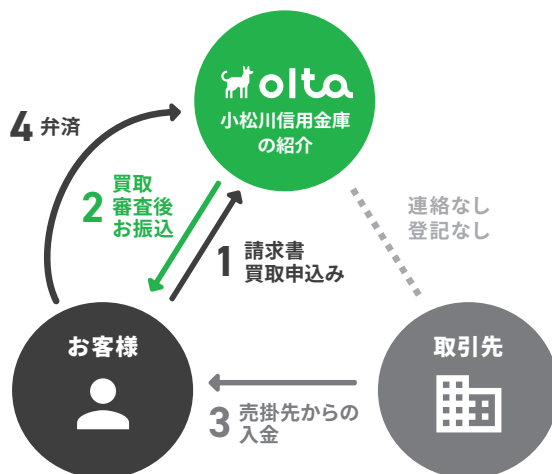 olta
小松川信用金庫
の紹介
4 弁済
2 買取
審査後
お振込
1 請求書
買取申込み
連絡なし
登記なし
お客様
取引先
3 売掛先からの
入金